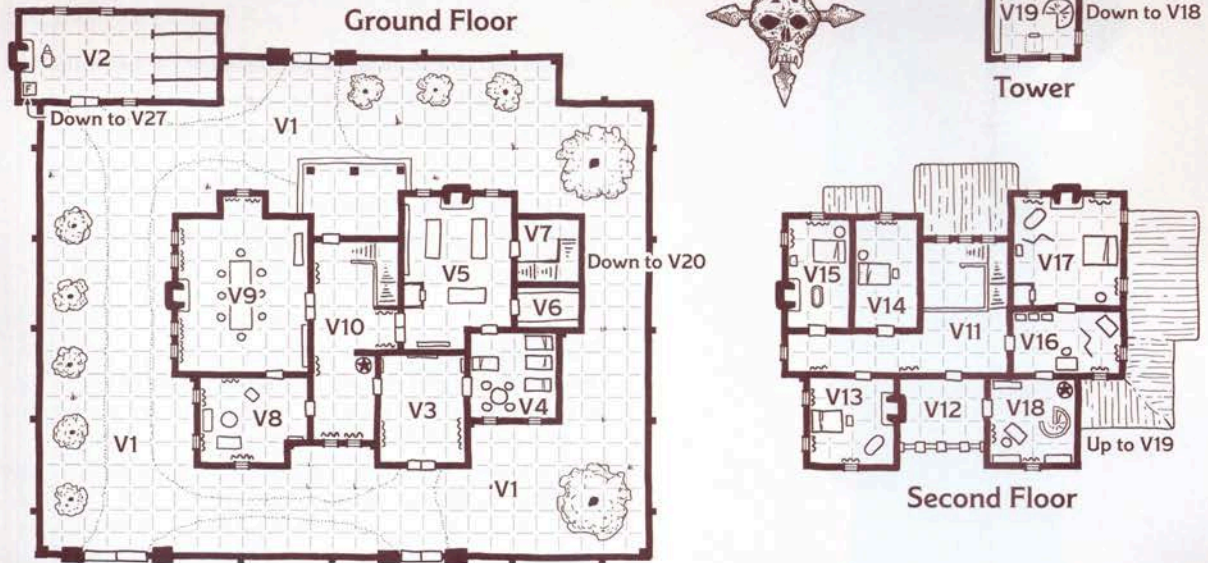 Ground Floor
V19
Down to V18
Tower
V2
Down to V27
V1
V7
V5
Down to V20
V9
V6
V10
V4
V8
V3
V1
V1
V17
V15
V14
V11
V16
V13
V12
V18
Up to V19
Second Floor
F